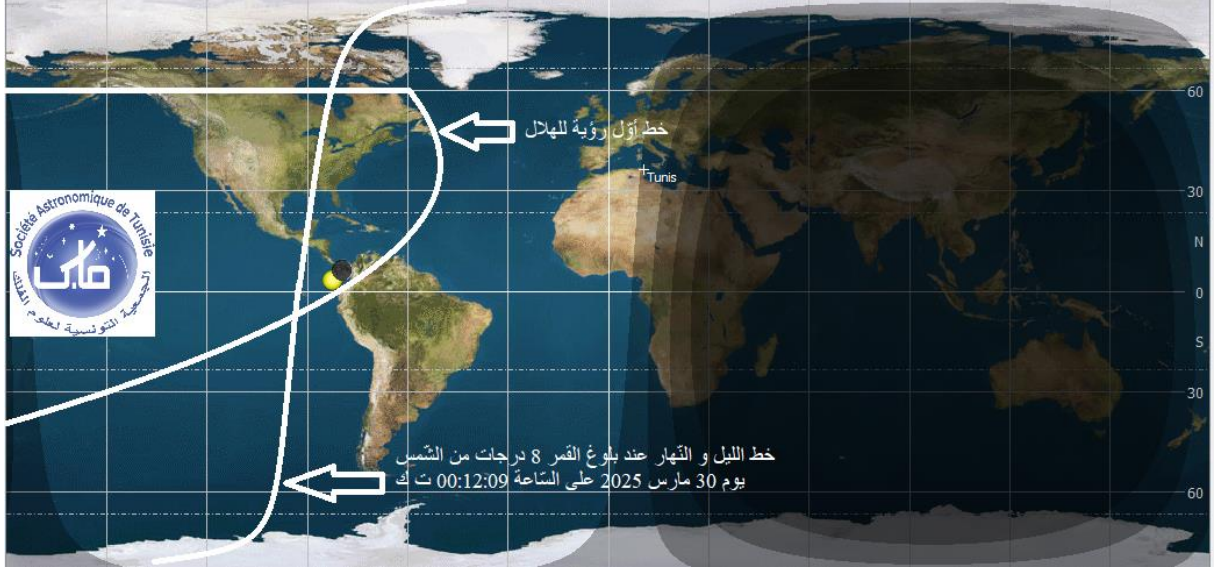 60
خط أوّل رؤية للهلال
Tunis
30
Société Astronomique de Tunisie
الجمعية التونسية لعلوم الفلك
N
0
S
30
خط الليل و النّهار عند بلوغ القمر 8 درجات من الشّمس
يوم 30 مارس 2025 على السّاعة 00:12:09 ت ك
60